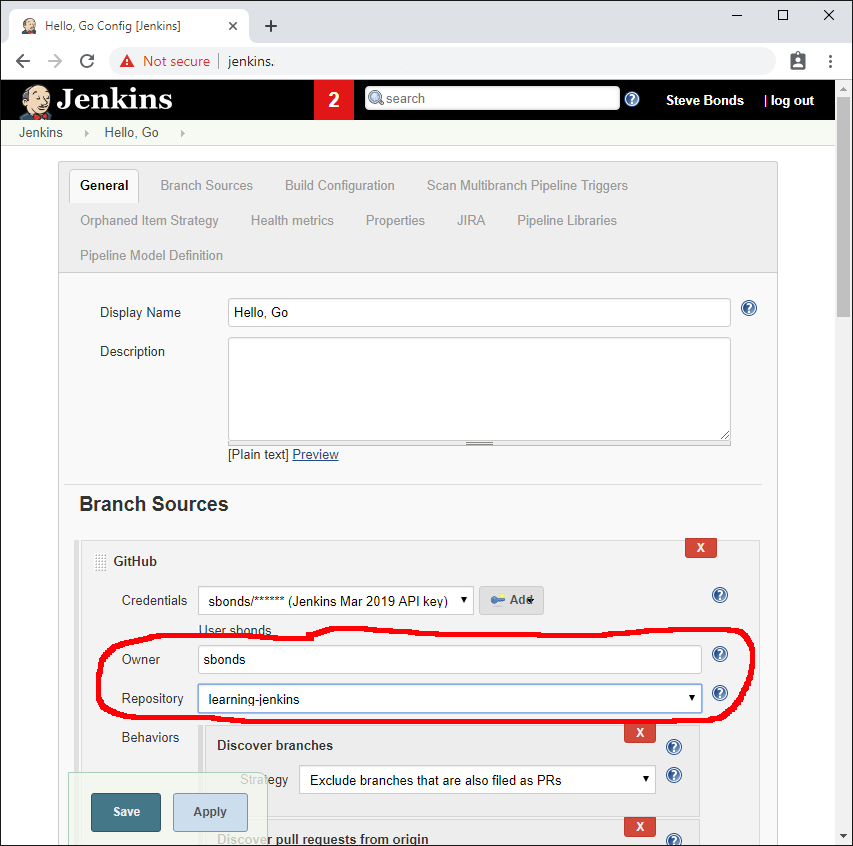 Hello, Go Config [Jenkins]
Not secure jenkins.
Jenkins 2 search Steve Bonds | log out
Jenkins Hello, Go
General Branch Sources Build Configuration Scan Multibranch Pipeline Triggers
Orphaned Item Strategy Health metrics Properties JIRA Pipeline Libraries
Pipeline Model Definition
Display Name Hello, Go
Description
[Plain text] Preview
Branch Sources
X
GitHub
Credentials sbonds/****** (Jenkins Mar 2019 API key) Add
User sbonds
Owner sbonds
Repository learning-jenkins
Behaviors
X
Discover branches
Strategy Exclude branches that are also filed as PRs
Save Apply
X
Discover pull requests from origin